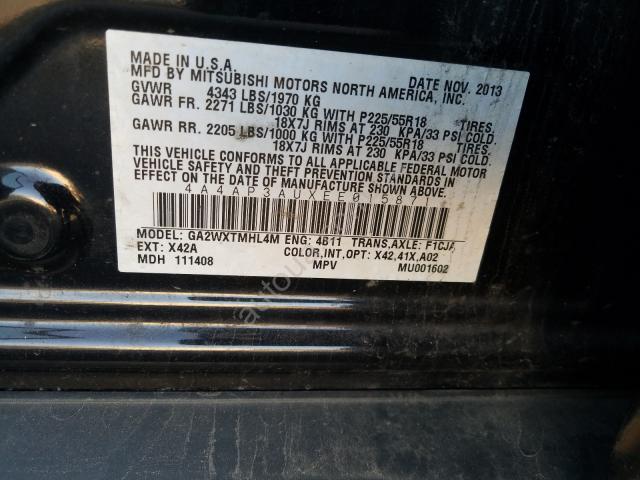 MADE IN U.S.A. DATE NOV. 2013
MFD BY MITSUBISHI MOTORS NORTH AMERICA, INC.
GVWR 4343 LBS/1970 KG
GAWR FR. 2271 LBS/1030 KG WITH P225/55R18 TIRES,
18X7J RIMS AT 230 KPA/33 PSI COLD.
GAWR RR. 2205 LBS/1000 KG WITH P225/55R18 TIRES,
18X7J RIMS AT 230 KPA/33 PSI COLD.
THIS VEHICLE CONFORMS TO ALL APPLICABLE FEDERAL MOTOR
VEHICLE SAFETY AND THEFT PREVENTION STANDARDS IN
EFFECT ON THE DATE OF MANUFACTURE SHOWN ABOVE.
4A4AP3AUXEE015871
MODEL: GA2WXTMHL4M ENG: 4B11 TRANS,AXLE: F1CJA
EXT: X42A COLOR,INT,OPT: X42,41X,A02
MDH 111408 MPV MU001602